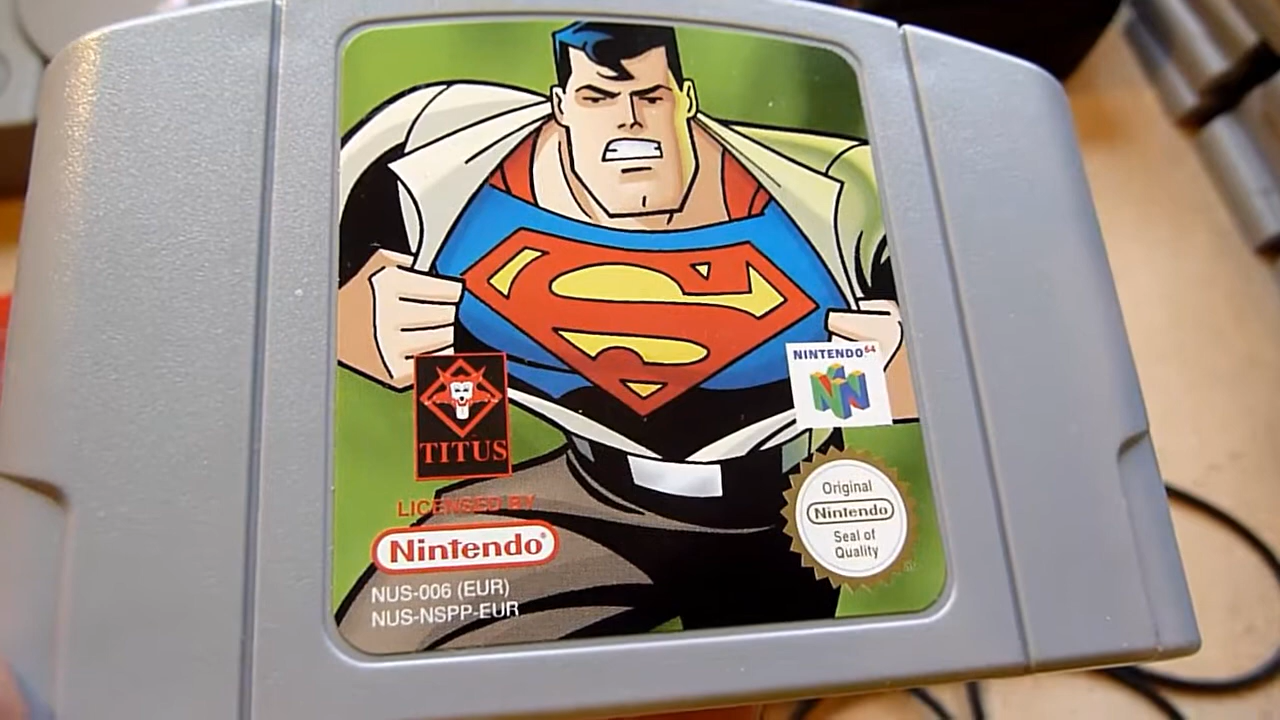 NINTENDO64
TITUS
LICENSED BY
Nintendo®
NUS-006 (EUR)
NUS-NSPP-EUR
Original
Nintendo
Seal of
Quality